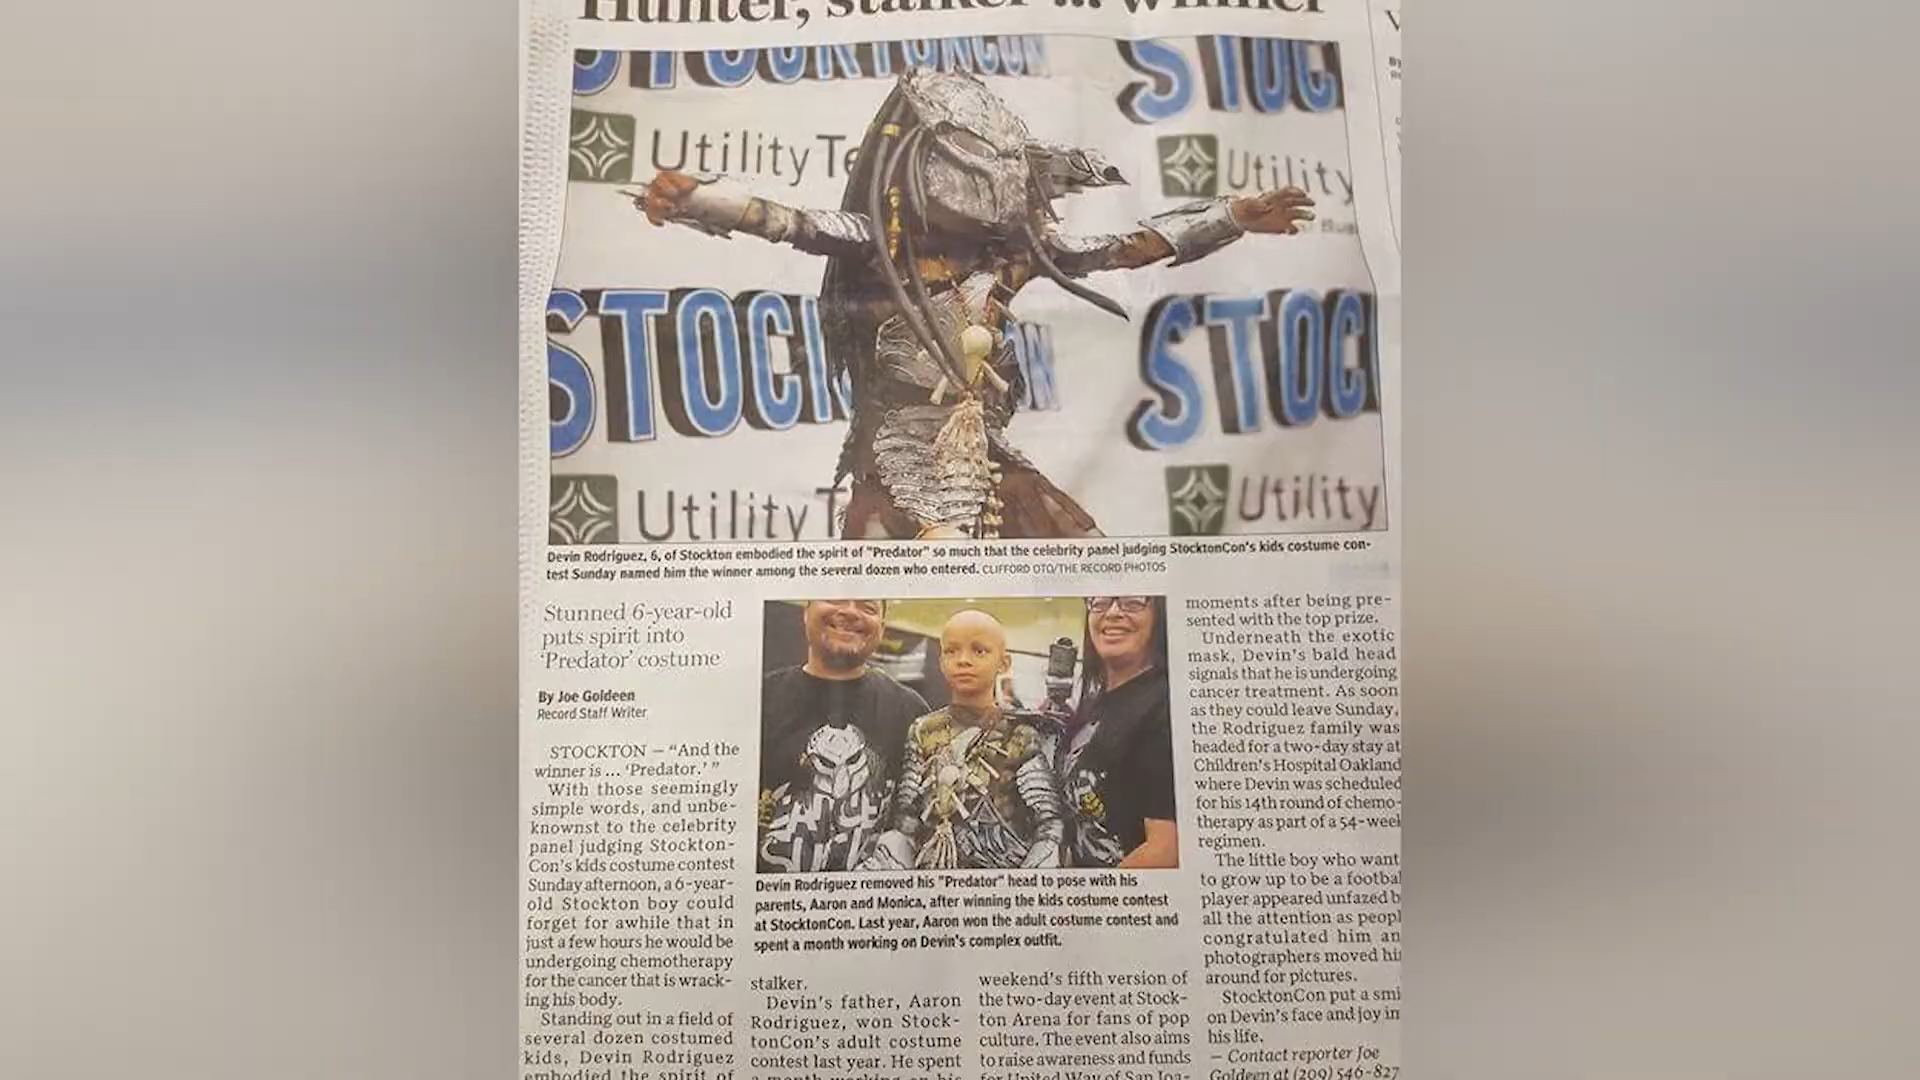 Hunter, stalker ... winner
STOCKTONCON
STOC
UtilityTe
Utility
STOCK
ON
STOC
UtilityT
Utility
Devin Rodriguez, 6, of Stockton embodied the spirit of "Predator" so much that the celebrity panel judging StocktonCon's kids costume con-
test Sunday named him the winner among the several dozen who entered. CLIFFORD OTO/THE RECORD PHOTOS
Stunned 6-year-old
puts spirit into
'Predator' costume
By Joe Goldeen
Record Staff Writer
STOCKTON — "And the
winner is ... 'Predator.' "
With those seemingly
simple words, and unbe-
knownst to the celebrity
panel judging Stockton-
Con's kids costume contest
Sunday afternoon, a 6-year-
old Stockton boy could
forget for awhile that in
just a few hours he would be
undergoing chemotherapy
for the cancer that is wrack-
ing his body.
Standing out in a field of
several dozen costumed
kids, Devin Rodriguez
embodied the spirit of
Devin Rodriguez removed his "Predator" head to pose with his
parents, Aaron and Monica, after winning the kids costume contest
at StocktonCon. Last year, Aaron won the adult costume contest and
spent a month working on Devin's complex outfit.
stalker.
Devin's father, Aaron
Rodriguez, won Stock-
tonCon's adult costume
contest last year. He spent
a month working on his
weekend's fifth version of
the two-day event at Stock-
ton Arena for fans of pop
culture. The event also aims
to raise awareness and funds
for United Way of San Joa-
moments after being pre-
sented with the top prize.
Underneath the exotic
mask, Devin's bald head
signals that he is undergoing
cancer treatment. As soon
as they could leave Sunday,
the Rodriguez family was
headed for a two-day stay at
Children's Hospital Oakland
where Devin was scheduled
for his 14th round of chemo-
therapy as part of a 54-week
regimen.
The little boy who want
to grow up to be a footbal
player appeared unfazed b
all the attention as peopl
congratulated him an
photographers moved hi
around for pictures.
StocktonCon put a smi
on Devin's face and joy in
his life.
— Contact reporter Joe
Goldeen at (209) 546-827